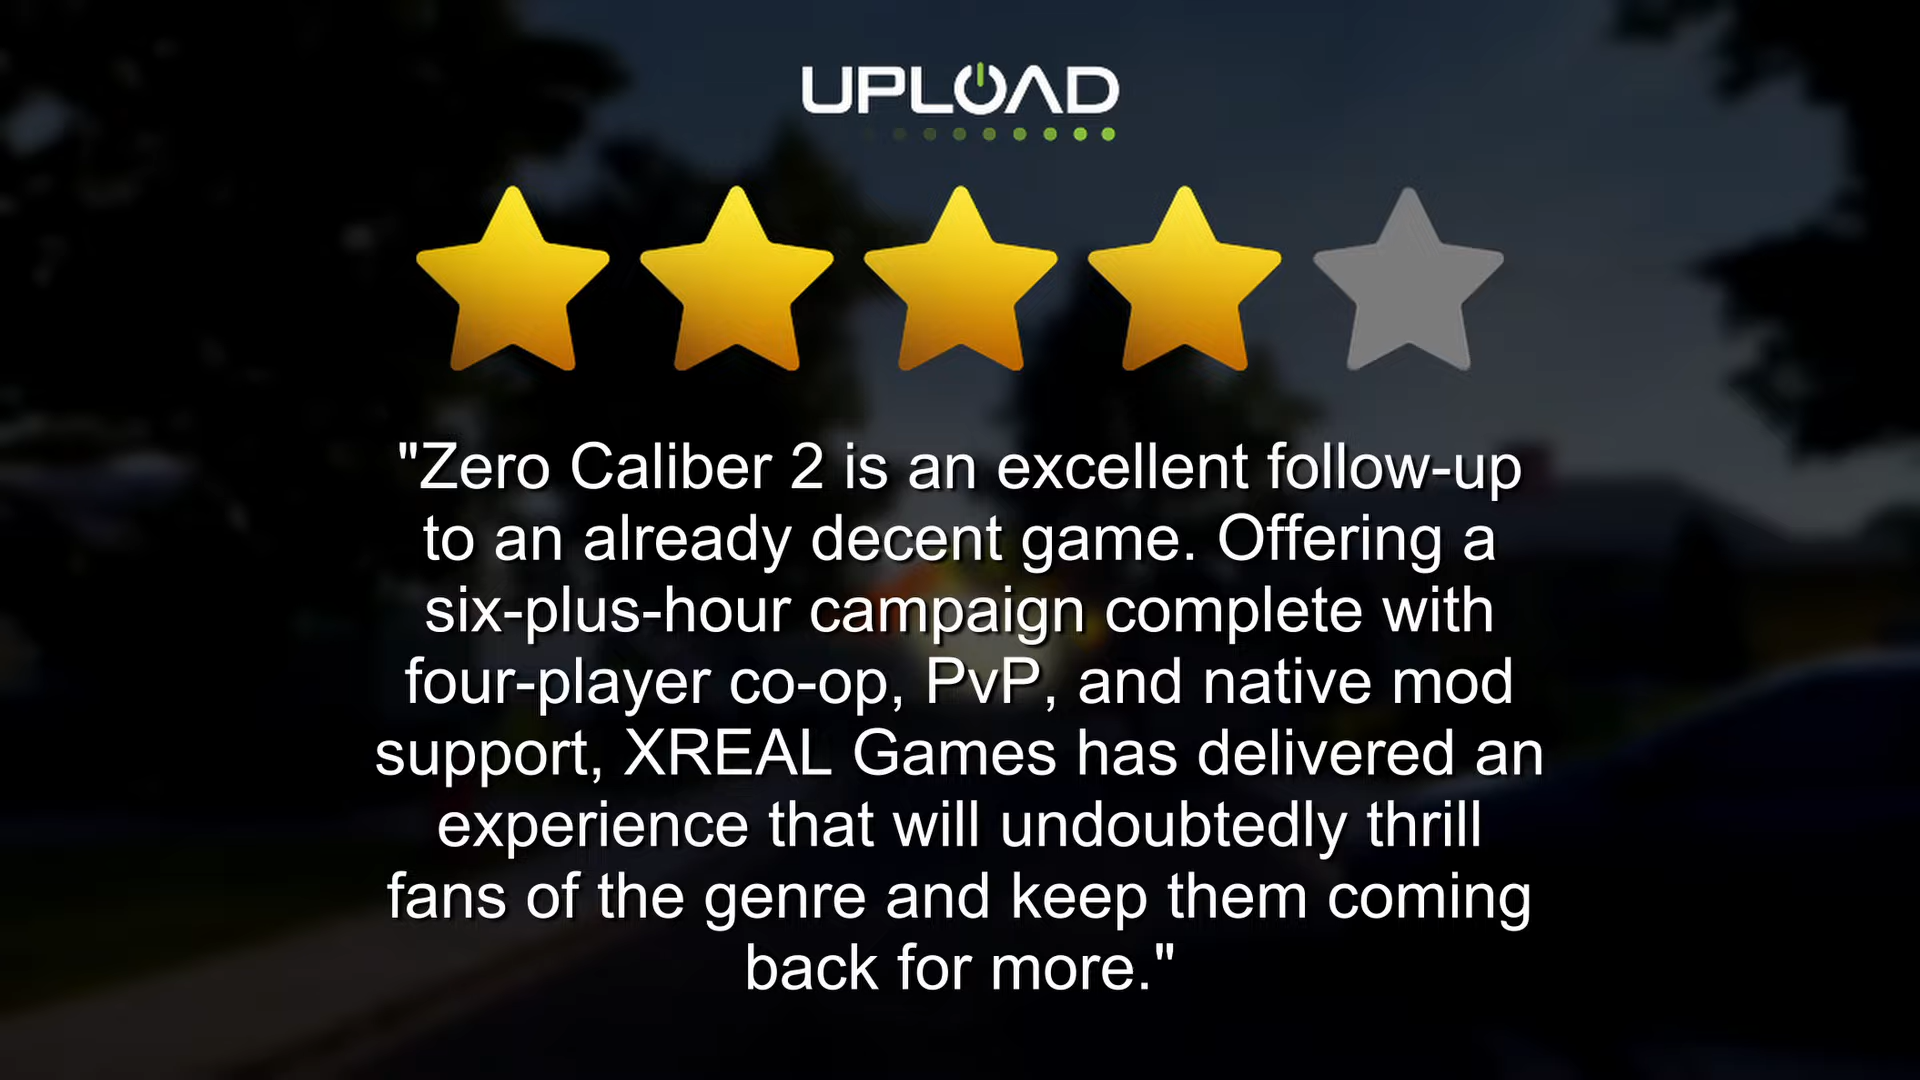 UPLOAD
"Zero Caliber 2 is an excellent follow-up
to an already decent game. Offering a
six-plus-hour campaign complete with
four-player co-op, PvP, and native mod
support, XREAL Games has delivered an
experience that will undoubtedly thrill
fans of the genre and keep them coming
back for more."